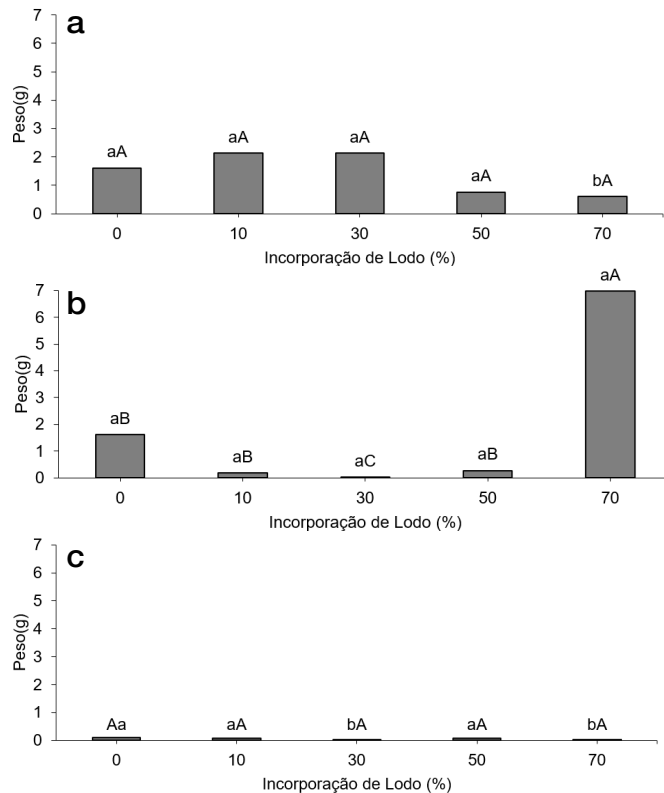 a
7
6
5
4
3
2
1
0
Peso(g)
aA aA aA aA bA
0 10 30 50 70
Incorporação de Lodo (%)
b
7
6
5
4
3
2
1
0
Peso(g)
aB aB aC aB aA
0 10 30 50 70
Incorporação de Lodo (%)
c
7
6
5
4
3
2
1
0
Peso(g)
Aa aA bA aA bA
0 10 30 50 70
Incorporação de Lodo (%)